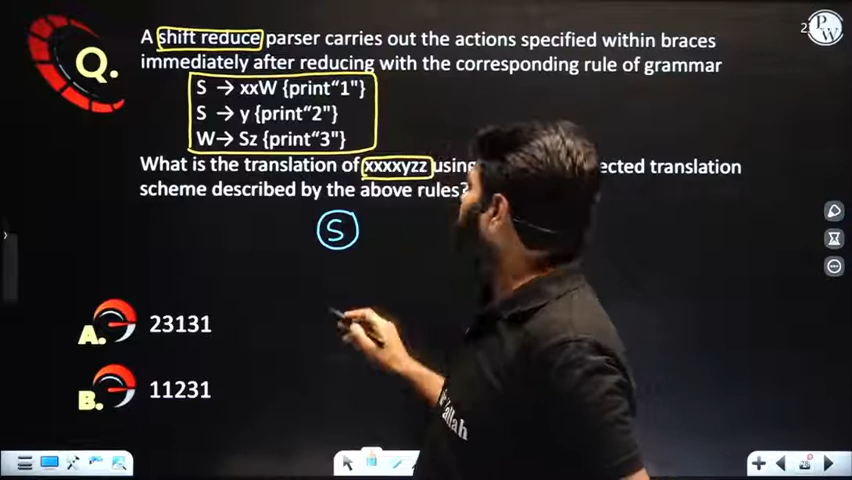 Q.
A shift reduce parser carries out the actions specified within braces
immediately after reducing with the corresponding rule of grammar
S → xxW {print“1"}
S → y {print“2"}
W→ Sz {print“3"}
What is the translation of xxxxyzz using ected translation
scheme described by the above rules?
S
A. 23131
B. 11231
P
W
llah